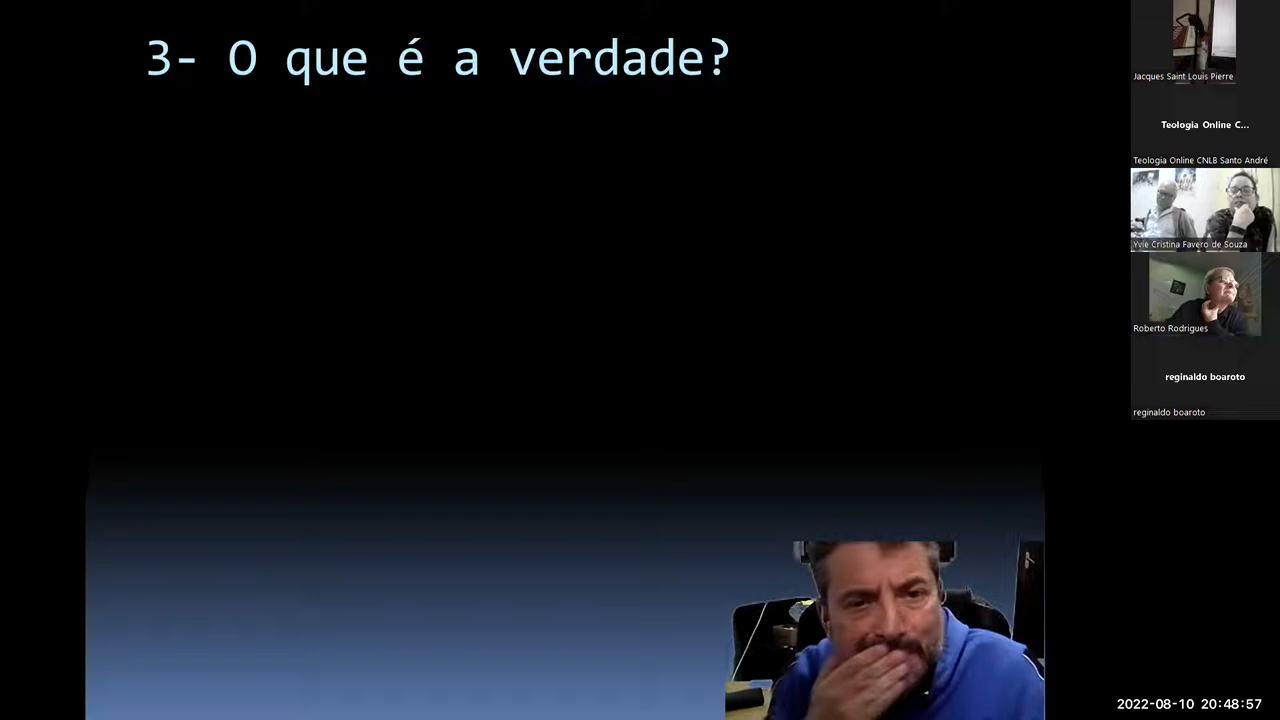 3- O que é a verdade?
Jacques Saint Louis Pierre
Teologia Online C...
Teologia Online CNLB Santo André
Yvie Cristina Favero de Souza
Roberto Rodrigues
reginaldo boaroto
reginaldo boaroto
2022-08-10 20:48:57